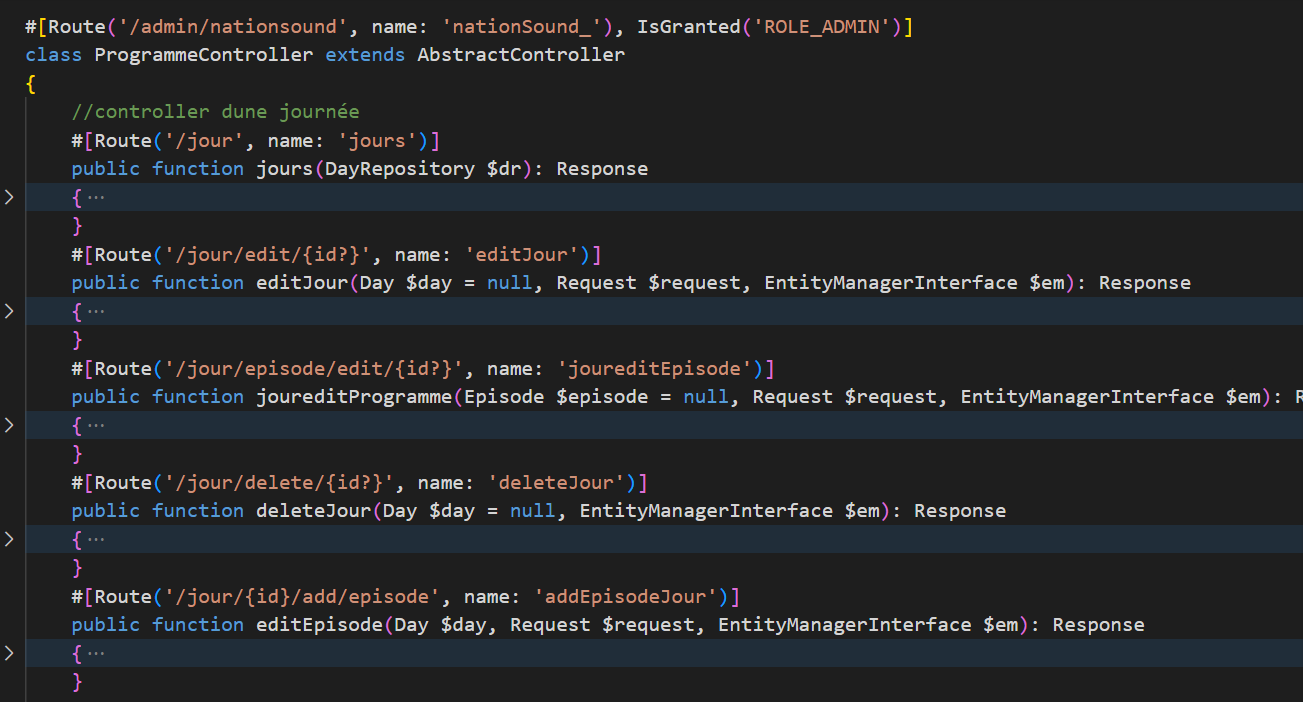 #[Route('/admin/nationsound', name: 'nationSound_'), IsGranted('ROLE_ADMIN')]
class ProgrammeController extends AbstractController
{
//controller dune journée
#[Route('/jour', name: 'jours')]
public function jours(DayRepository $dr): Response
{ ···
}
#[Route('/jour/edit/{id?}', name: 'editJour')]
public function editJour(Day $day = null, Request $request, EntityManagerInterface $em): Response
{ ···
}
#[Route('/jour/episode/edit/{id?}', name: 'joureditEpisode')]
public function joureditProgramme(Episode $episode = null, Request $request, EntityManagerInterface $em): R
{ ···
}
#[Route('/jour/delete/{id?}', name: 'deleteJour')]
public function deleteJour(Day $day = null, EntityManagerInterface $em): Response
{ ···
}
#[Route('/jour/{id}/add/episode', name: 'addEpisodeJour')]
public function editEpisode(Day $day, Request $request, EntityManagerInterface $em): Response
{ ···
}